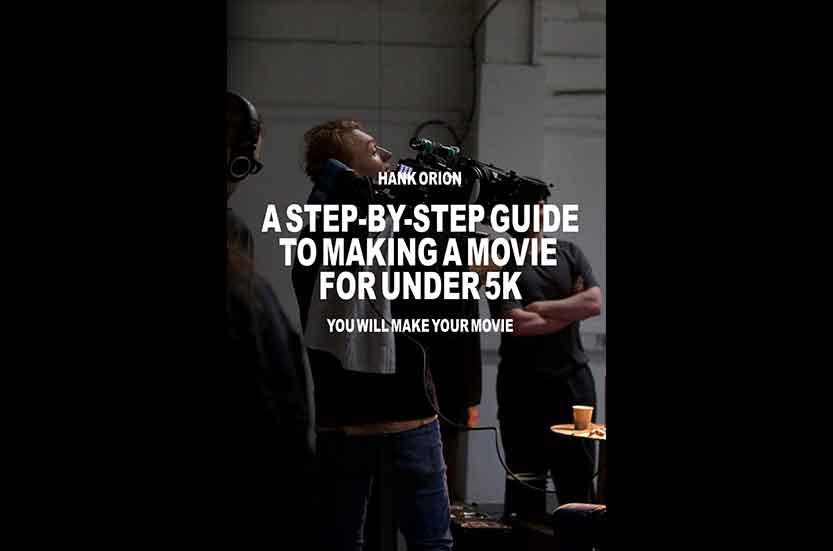 HANK ORION
A STEP-BY-STEP GUIDE
TO MAKING A MOVIE
FOR UNDER 5K
YOU WILL MAKE YOUR MOVIE